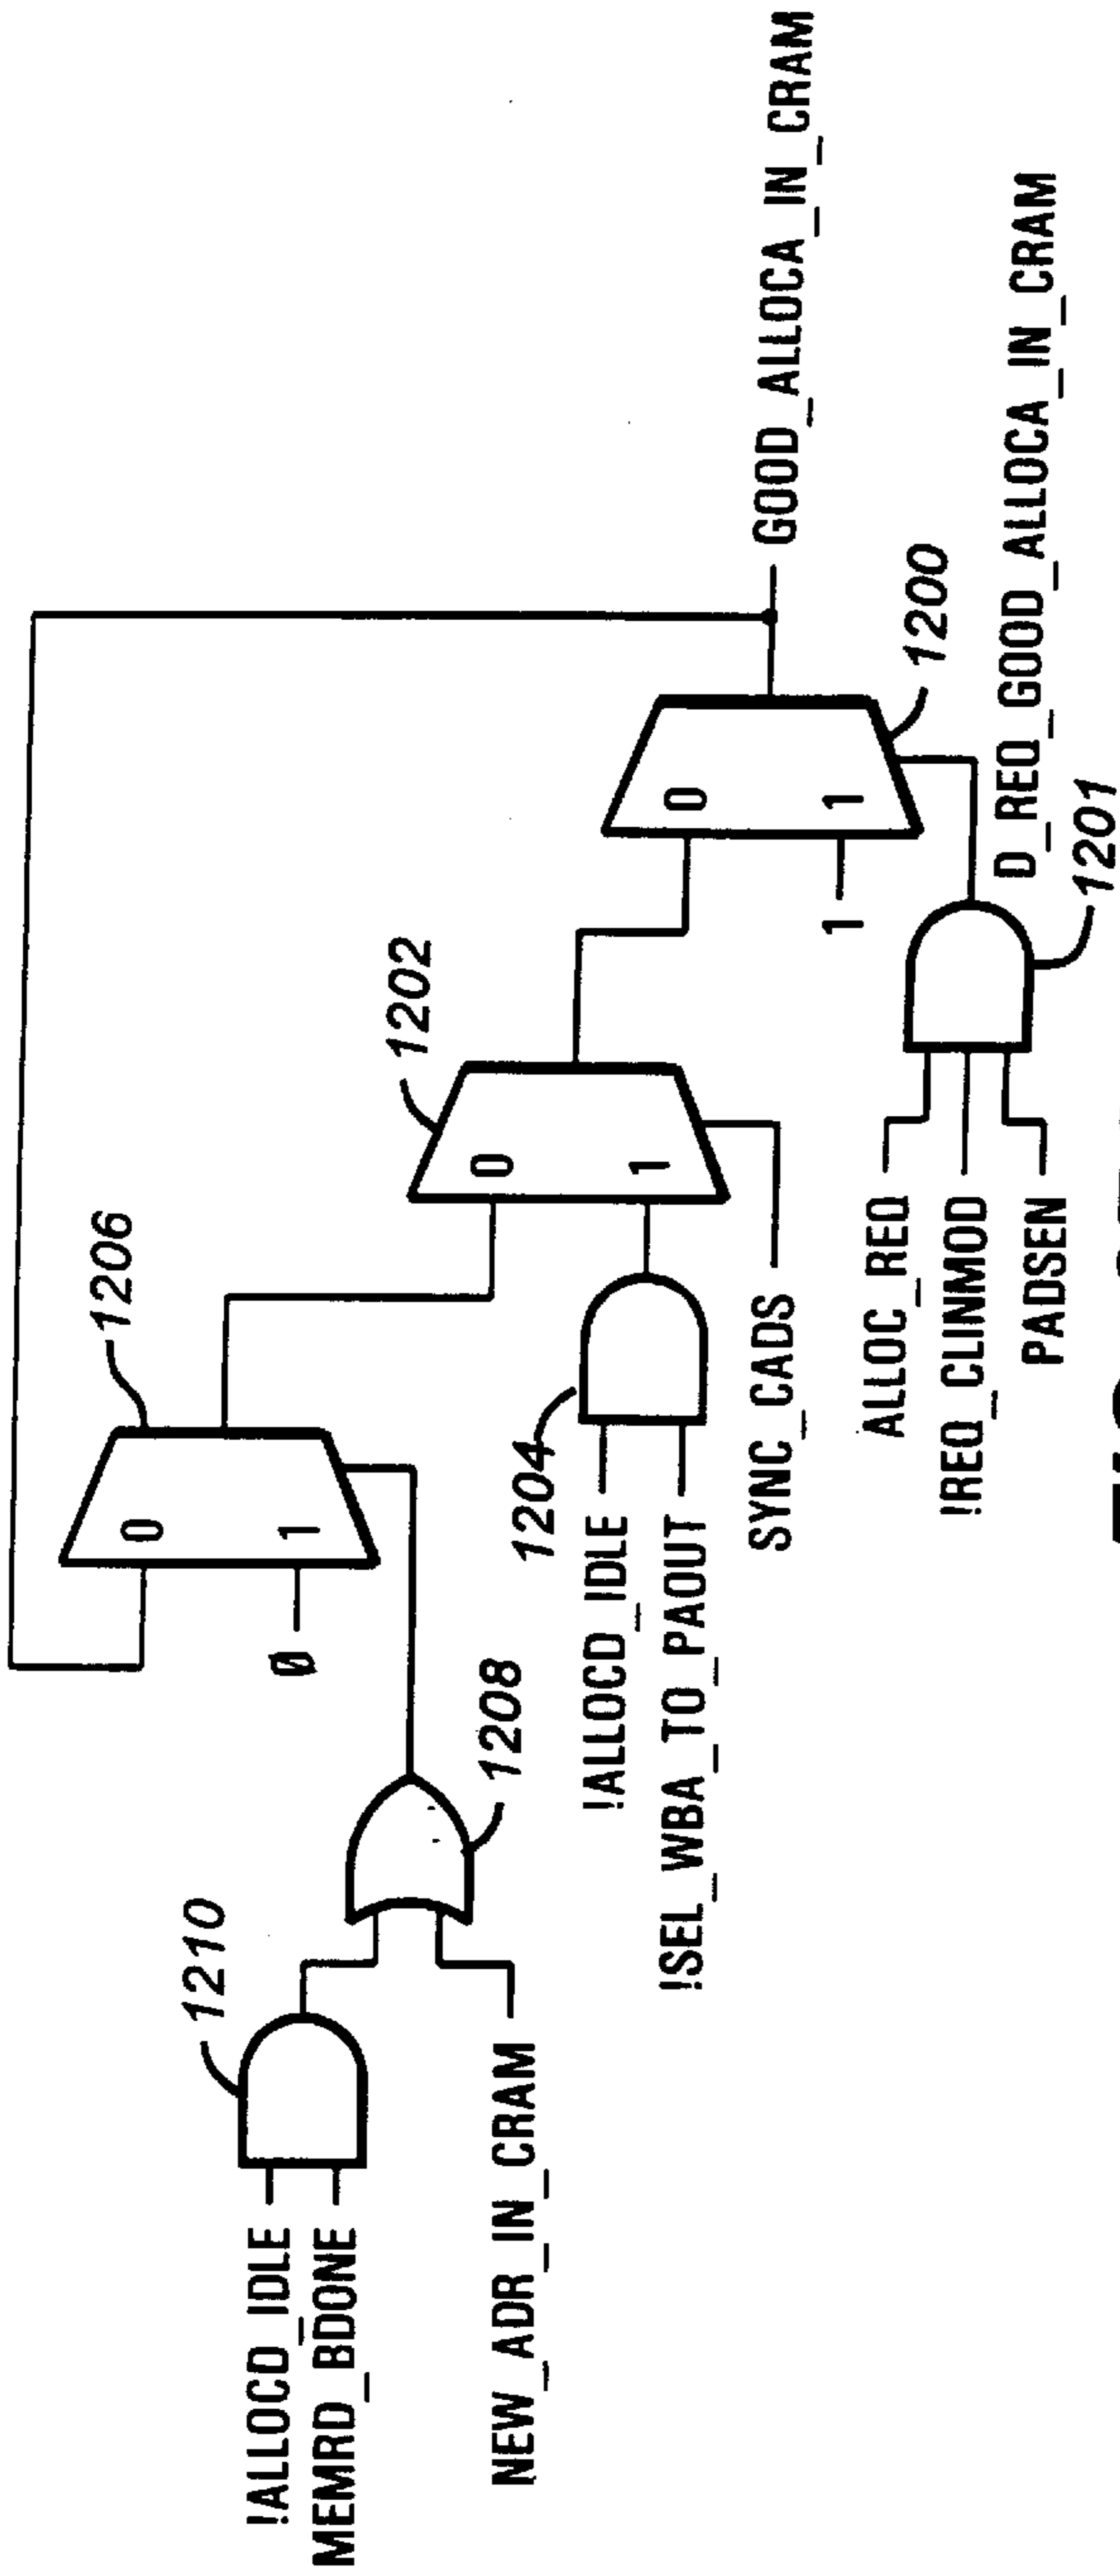 1206
0
1
Ø
1210
!ALLOCD_IDLE
MEMRD_BDONE
NEW_ADR_IN_CRAM
1208
1202
0
1
1204
!ALLOCD_IDLE
!SEL_WBA_TO_PAOUT
SYNC_CADS
GOOD_ALLOCA_IN_CRAM
0
1
1
1200
D_REQ_GOOD_ALLOCA_IN_CRAM
1201
ALLOC_REQ
!REQ_CLINMOD
PADSEN